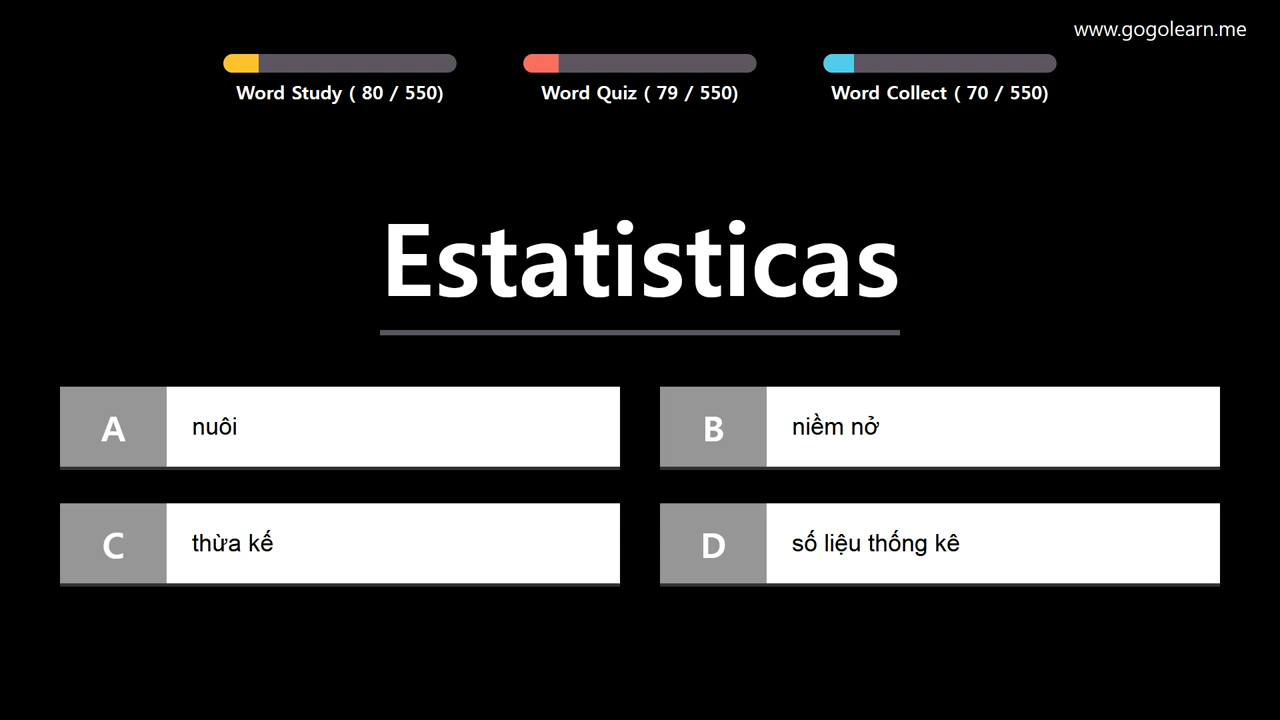 www.gogolearn.me
Word Study ( 80 / 550)
Word Quiz ( 79 / 550)
Word Collect ( 70 / 550)
Estatisticas
A
nuôi
B
niềm nở
C
thừa kế
D
số liệu thống kê